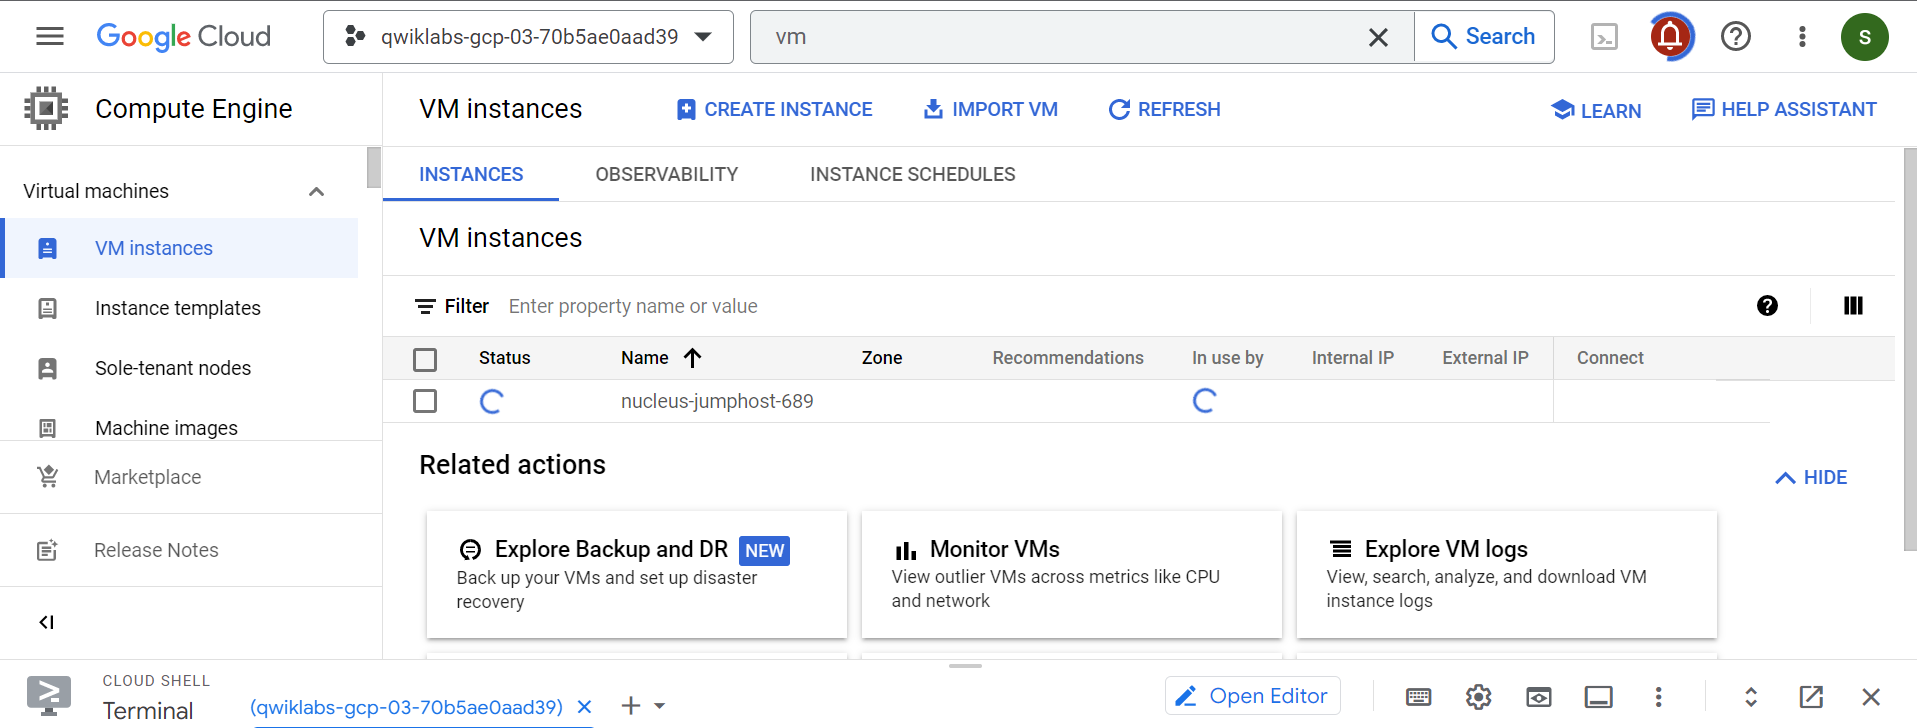 Google Cloud
qwiklabs-gcp-03-70b5ae0aad39
vm
Search
S
Compute Engine
VM instances
CREATE INSTANCE
IMPORT VM
REFRESH
LEARN
HELP ASSISTANT
Virtual machines
VM instances
Instance templates
Sole-tenant nodes
Machine images
Marketplace
Release Notes
INSTANCES
OBSERVABILITY
INSTANCE SCHEDULES
VM instances
Filter Enter property name or value
Status Name Zone Recommendations In use by Internal IP External IP Connect
nucleus-jumphost-689
Related actions
HIDE
Explore Backup and DR NEW
Back up your VMs and set up disaster
recovery
Monitor VMs
View outlier VMs across metrics like CPU
and network
Explore VM logs
View, search, analyze, and download VM
instance logs
CLOUD SHELL
Terminal
(qwiklabs-gcp-03-70b5ae0aad39)
Open Editor